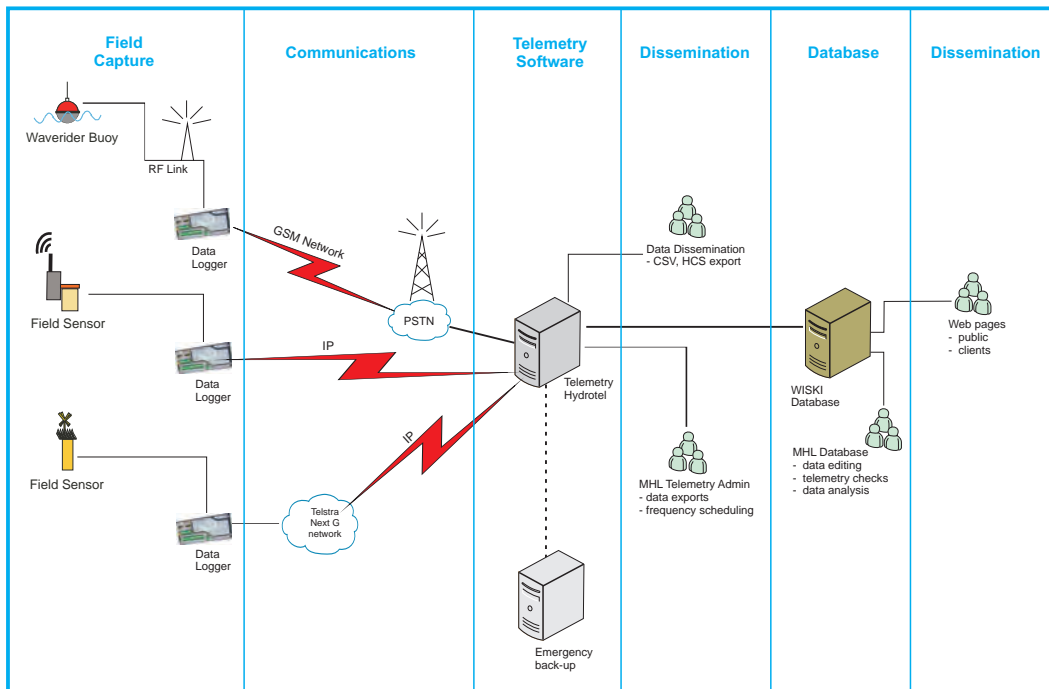 Field
Capture
Communications
Telemetry
Software
Dissemination
Database
Dissemination
Waverider Buoy
RF Link
Data
Logger
GSM Network
PSTN
Field Sensor
Data
Logger
IP
Field Sensor
Data
Logger
Telstra
Next G
network
IP
Telemetry
Hydrotel
Emergency
back-up
Data Dissemination
- CSV, HCS export
MHL Telemetry Admin
- data exports
- frequency scheduling
WISKI
Database
MHL Database
- data editing
- telemetry checks
- data analysis
Web pages
- public
- clients